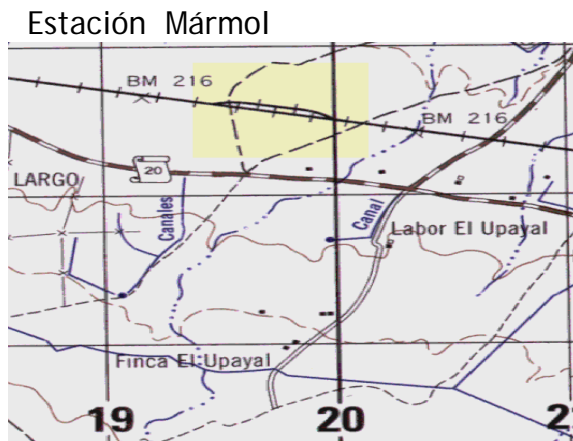 Estación Mármol
BM 216
BM 216
20
LARGO
Canales
Canal
Labor El Upayal
Finca El Upayal
19
20